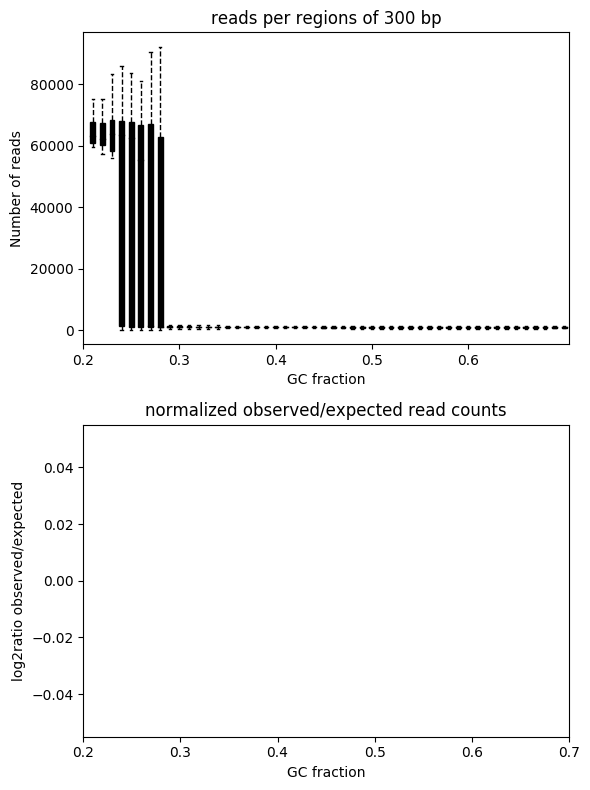 reads per regions of 300 bp
80000
60000
40000
20000
0
Number of reads
0.2 0.3 0.4 0.5 0.6
GC fraction
normalized observed/expected read counts
0.04
0.02
0.00
−0.02
−0.04
log2ratio observed/expected
0.2 0.3 0.4 0.5 0.6 0.7
GC fraction